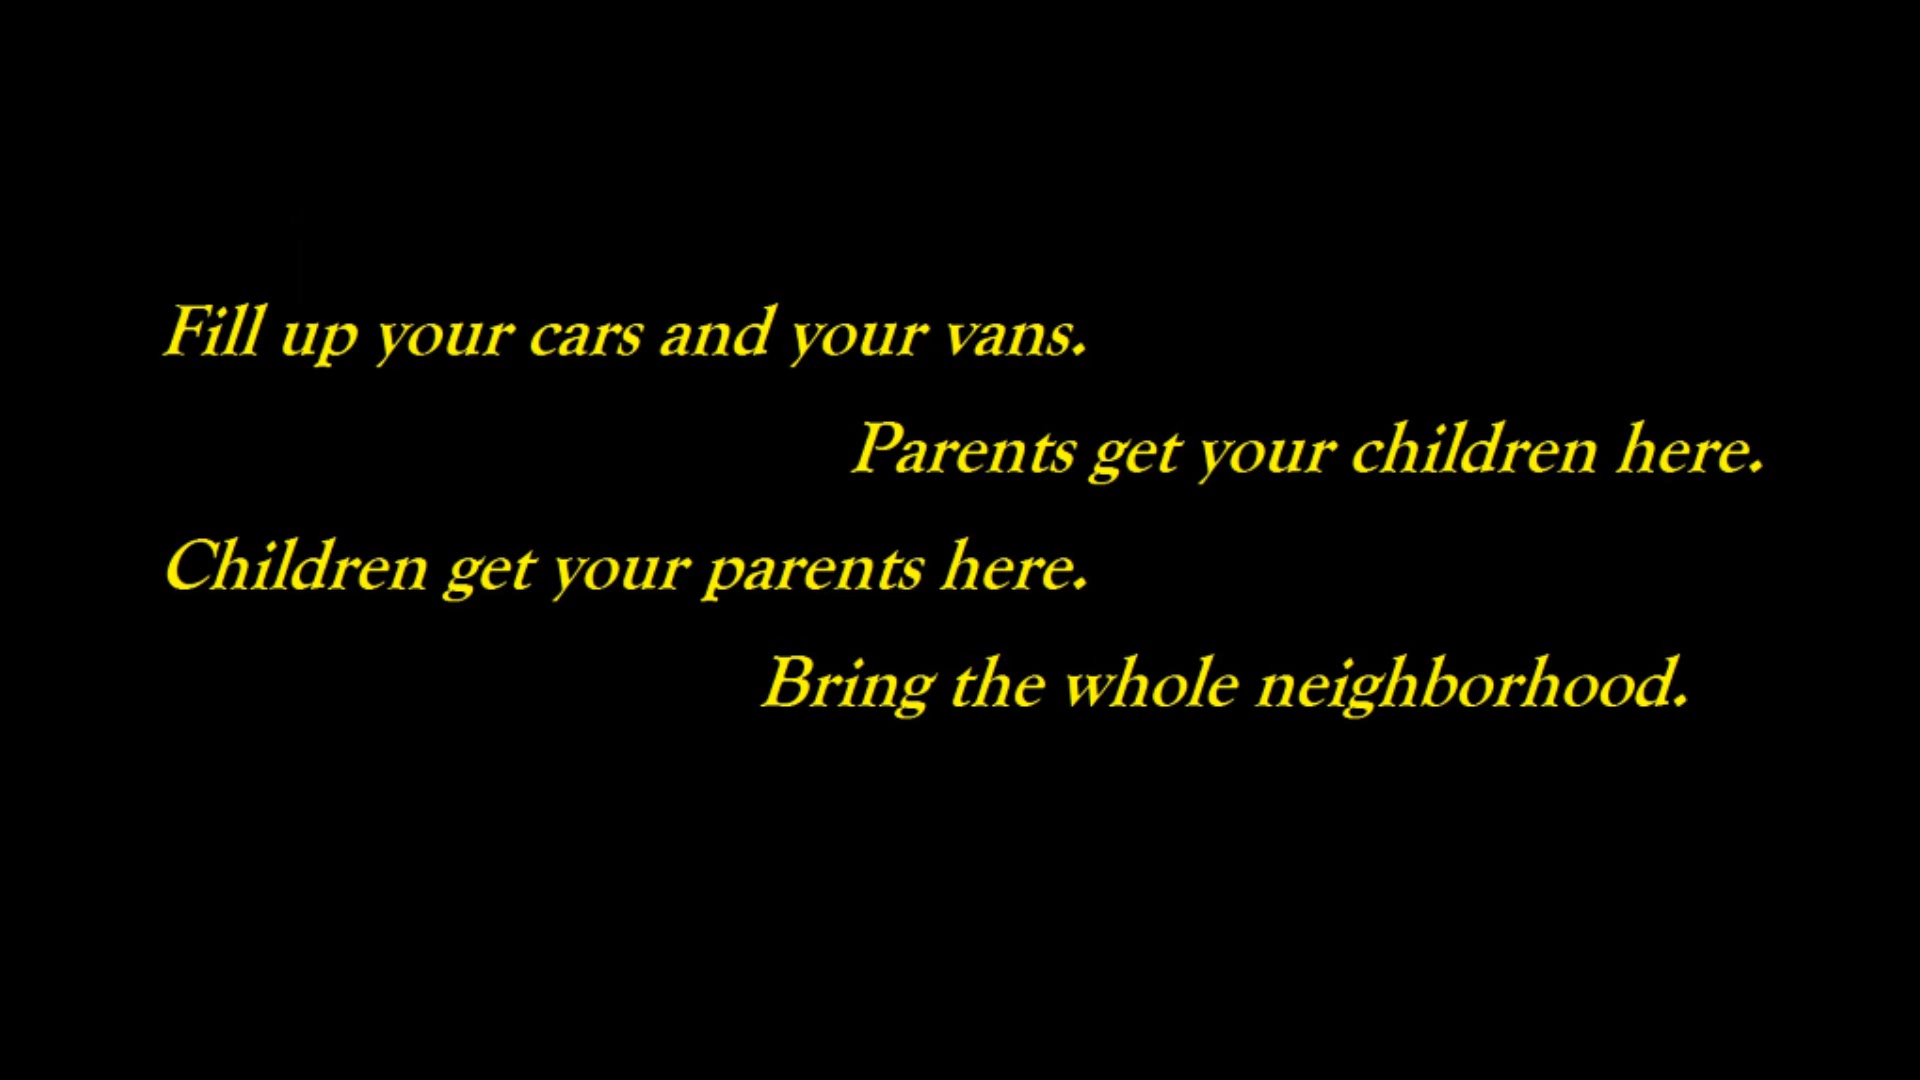 Fill up your cars and your vans.
Parents get your children here.
Children get your parents here.
Bring the whole neighborhood.